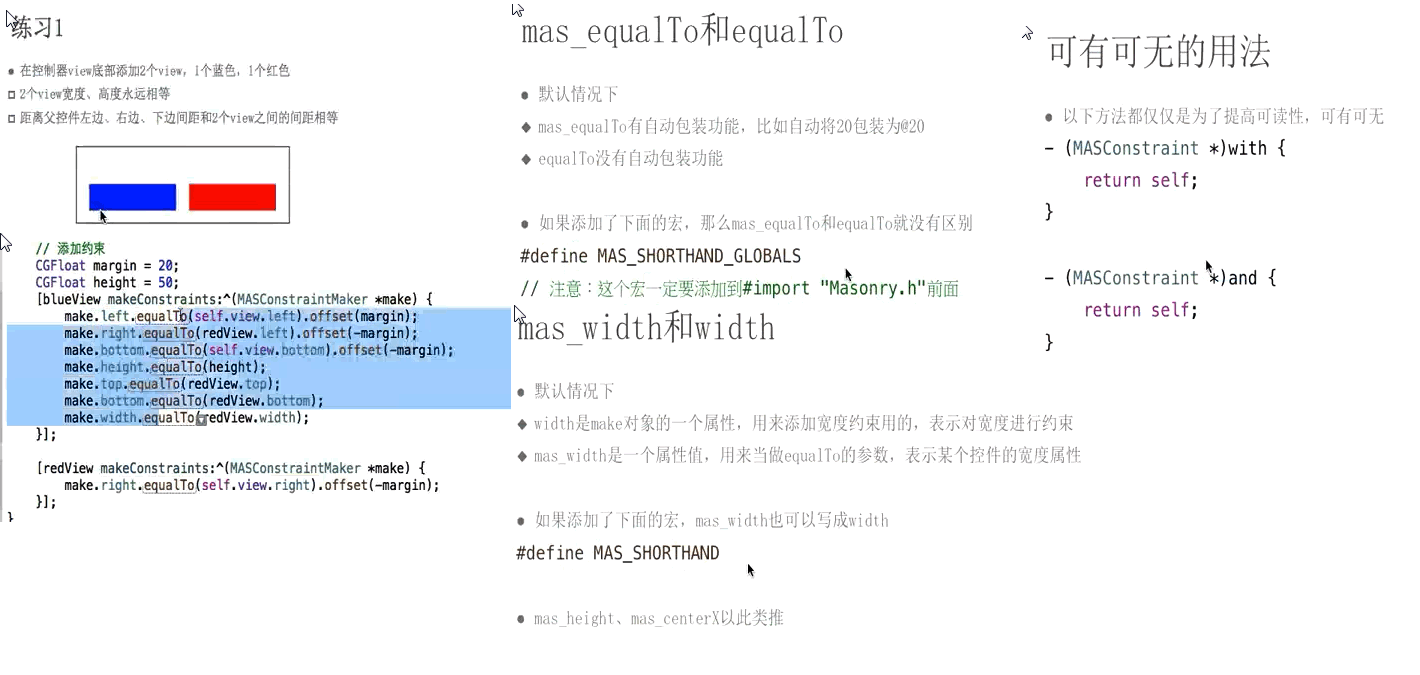 练习1
在控制器view底部添加2个view，1个蓝色，1个红色
2个view宽度、高度永远相等
距离父控件左边、右边、下边间距和2个view之间的间距相等
// 添加约束
CGFloat margin = 20;
CGFloat height = 50;
[blueView makeConstraints:^(MASConstraintMaker *make) {
make.left.equalTo(self.view.left).offset(margin);
make.right.equalTo(redView.left).offset(-margin);
make.bottom.equalTo(self.view.bottom).offset(-margin);
make.height.equalTo(height);
make.top.equalTo(redView.top);
make.bottom.equalTo(redView.bottom);
make.width.equalTo(redView.width);
}];
[redView makeConstraints:^(MASConstraintMaker *make) {
make.right.equalTo(self.view.right).offset(-margin);
}];
}
mas_equalTo和equalTo
默认情况下
mas_equalTo有自动包装功能，比如自动将20包装为@20
equalTo没有自动包装功能
如果添加了下面的宏，那么mas_equalTo和equalTo就没有区别
#define MAS_SHORTHAND_GLOBALS
// 注意：这个宏一定要添加到#import "Masonry.h"前面
mas_width和width
默认情况下
width是make对象的一个属性，用来添加宽度约束用的，表示对宽度进行约束
mas_width是一个属性值，用来当做equalTo的参数，表示某个控件的宽度属性
如果添加了下面的宏，mas_width也可以写成width
#define MAS_SHORTHAND
mas_height、mas_centerX以此类推
可有可无的用法
以下方法都仅仅是为了提高可读性，可有可无
- (MASConstraint *)with {
return self;
}
- (MASConstraint *)and {
return self;
}